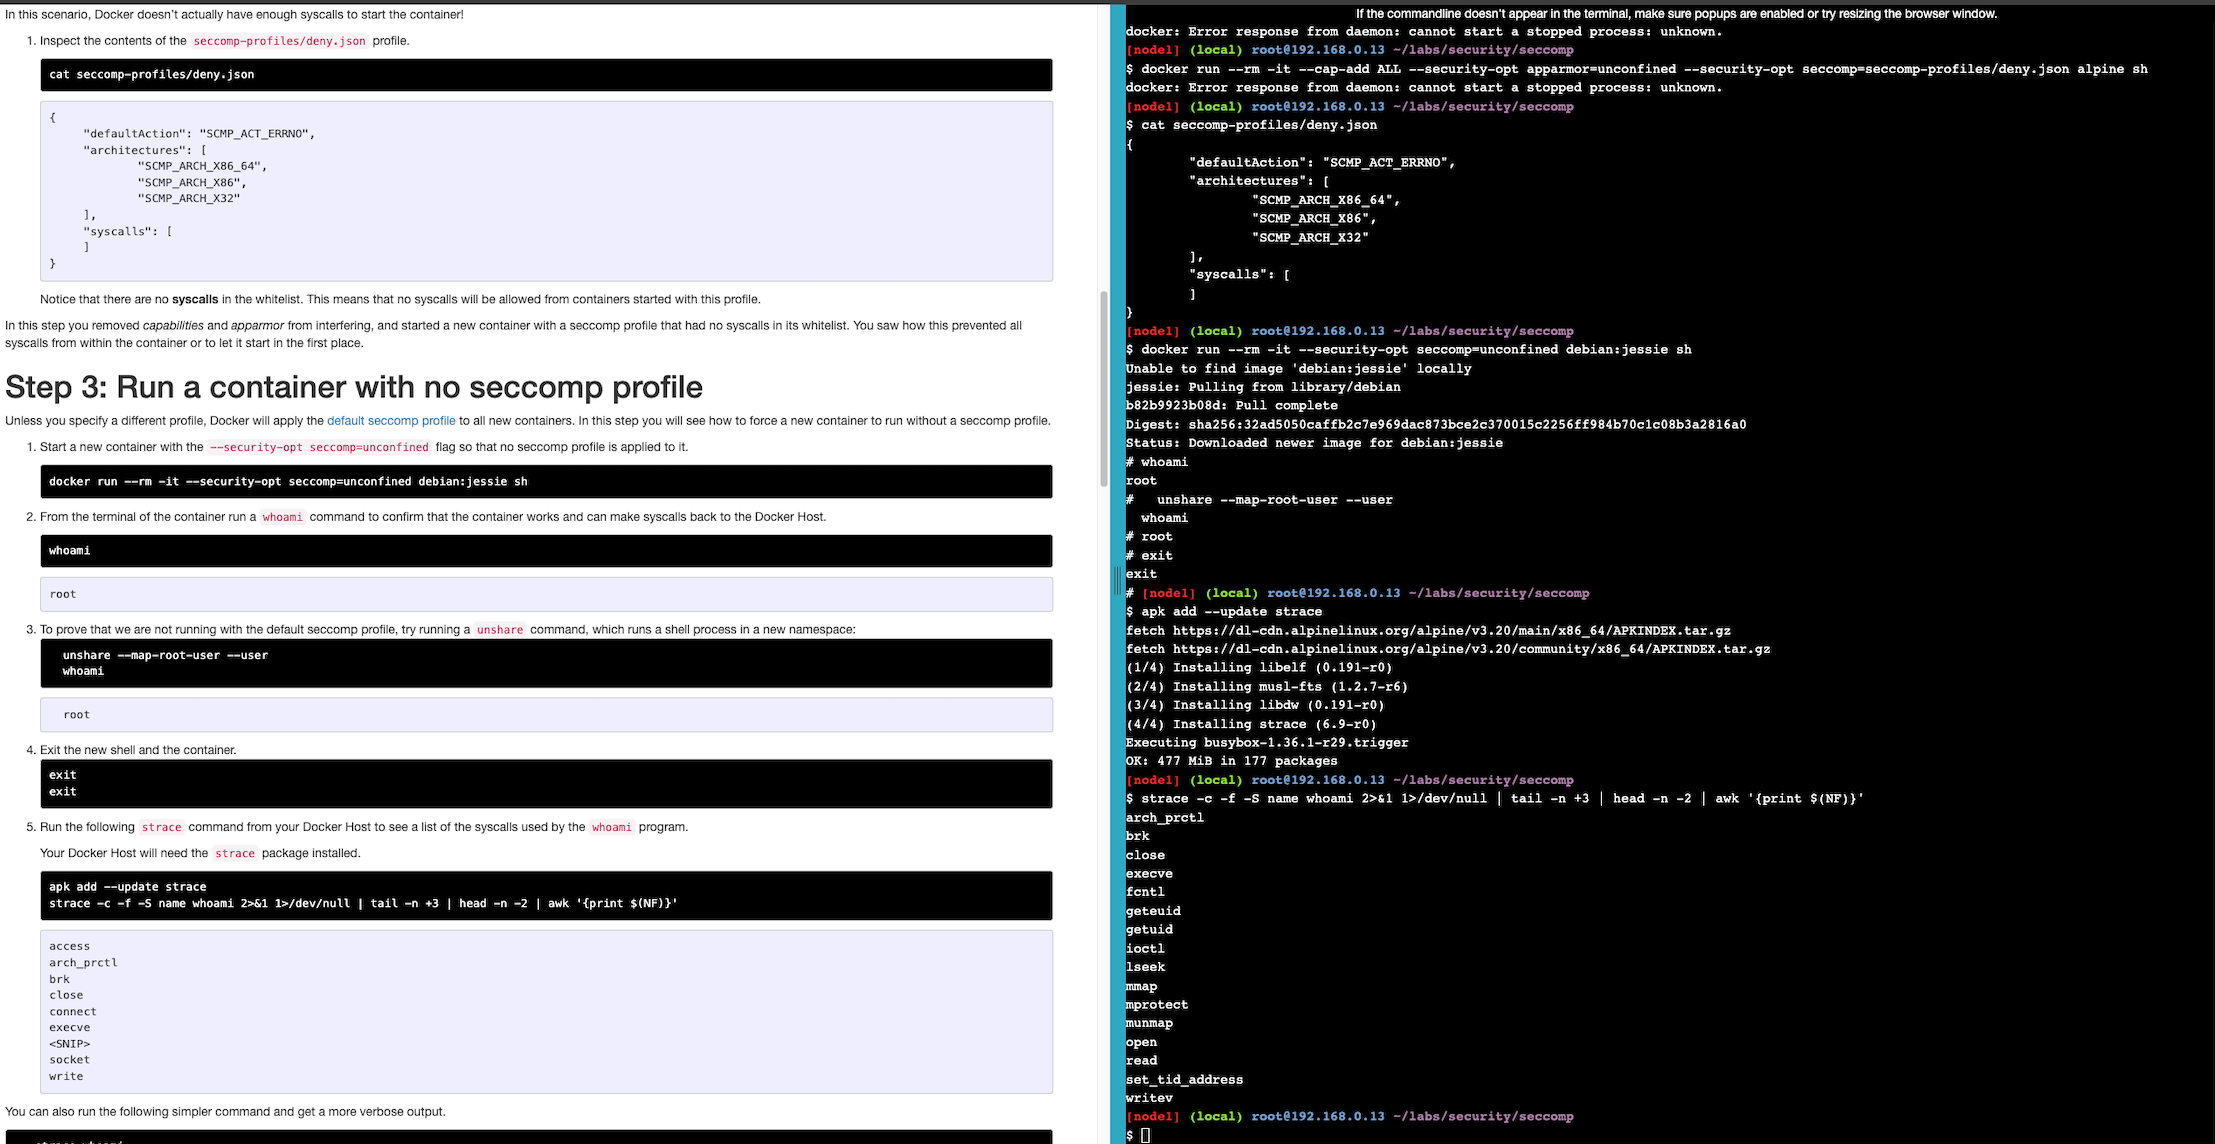 In this scenario, Docker doesn't actually have enough syscalls to start the container!
1. Inspect the contents of the seccomp-profiles/deny.json profile.
cat seccomp-profiles/deny.json
{
"defaultAction": "SCMP_ACT_ERRNO",
"architectures": [
"SCMP_ARCH_X86_64",
"SCMP_ARCH_X86",
"SCMP_ARCH_X32"
],
"syscalls": [
]
}
Notice that there are no syscalls in the whitelist. This means that no syscalls will be allowed from containers started with this profile.
In this step you removed capabilities and apparmor from interfering, and started a new container with a seccomp profile that had no syscalls in its whitelist. You saw how this prevented all
syscalls from within the container or to let it start in the first place.
Step 3: Run a container with no seccomp profile
Unless you specify a different profile, Docker will apply the default seccomp profile to all new containers. In this step you will see how to force a new container to run without a seccomp profile.
1. Start a new container with the --security-opt seccomp=unconfined flag so that no seccomp profile is applied to it.
docker run --rm -it --security-opt seccomp=unconfined debian:jessie sh
2. From the terminal of the container run a whoami command to confirm that the container works and can make syscalls back to the Docker Host.
whoami
root
3. To prove that we are not running with the default seccomp profile, try running a unshare command, which runs a shell process in a new namespace:
unshare --map-root-user --user
whoami
root
4. Exit the new shell and the container.
exit
exit
5. Run the following strace command from your Docker Host to see a list of the syscalls used by the whoami program.
Your Docker Host will need the strace package installed.
apk add --update strace
strace -c -f -S name whoami 2>&1 1>/dev/null | tail -n +3 | head -n -2 | awk '{print $(NF)}'
access
arch_prctl
brk
close
connect
execve
<SNIP>
socket
write
You can also run the following simpler command and get a more verbose output.
If the commandline doesn't appear in the terminal, make sure popups are enabled or try resizing the browser window.
docker: Error response from daemon: cannot start a stopped process: unknown.
[node1] (local) root@192.168.0.13 ~/labs/security/seccomp
$ docker run --rm -it --cap-add ALL --security-opt apparmor=unconfined --security-opt seccomp=seccomp-profiles/deny.json alpine sh
docker: Error response from daemon: cannot start a stopped process: unknown.
[node1] (local) root@192.168.0.13 ~/labs/security/seccomp
$ cat seccomp-profiles/deny.json
{
"defaultAction": "SCMP_ACT_ERRNO",
"architectures": [
"SCMP_ARCH_X86_64",
"SCMP_ARCH_X86",
"SCMP_ARCH_X32"
],
"syscalls": [
]
}
[node1] (local) root@192.168.0.13 ~/labs/security/seccomp
$ docker run --rm -it --security-opt seccomp=unconfined debian:jessie sh
Unable to find image 'debian:jessie' locally
jessie: Pulling from library/debian
b82b9923b08d: Pull complete
Digest: sha256:32ad5050caffb2c7e969dac873bce2c370015c2256ff984b70c1c08b3a2816a0
Status: Downloaded newer image for debian:jessie
# whoami
root
#   unshare --map-root-user --user
whoami
# root
# exit
exit
# [node1] (local) root@192.168.0.13 ~/labs/security/seccomp
$ apk add --update strace
fetch https://dl-cdn.alpinelinux.org/alpine/v3.20/main/x86_64/APKINDEX.tar.gz
fetch https://dl-cdn.alpinelinux.org/alpine/v3.20/community/x86_64/APKINDEX.tar.gz
(1/4) Installing libelf (0.191-r0)
(2/4) Installing musl-fts (1.2.7-r6)
(3/4) Installing libdw (0.191-r0)
(4/4) Installing strace (6.9-r0)
Executing busybox-1.36.1-r29.trigger
OK: 477 MiB in 177 packages
[node1] (local) root@192.168.0.13 ~/labs/security/seccomp
$ strace -c -f -S name whoami 2>&1 1>/dev/null | tail -n +3 | head -n -2 | awk '{print $(NF)}'
arch_prctl
brk
close
execve
fcntl
geteuid
getuid
ioctl
lseek
mmap
mprotect
munmap
open
read
set_tid_address
writev
[node1] (local) root@192.168.0.13 ~/labs/security/seccomp
$